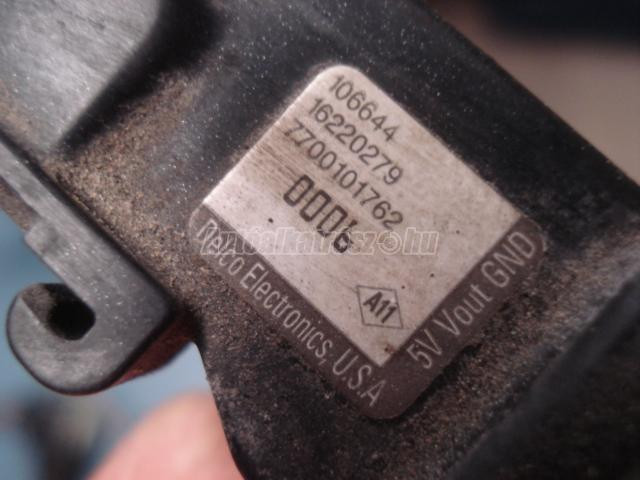 106644
16220279
7700101762
A11
Delco Electronics, U.S.A
5V Vout GND